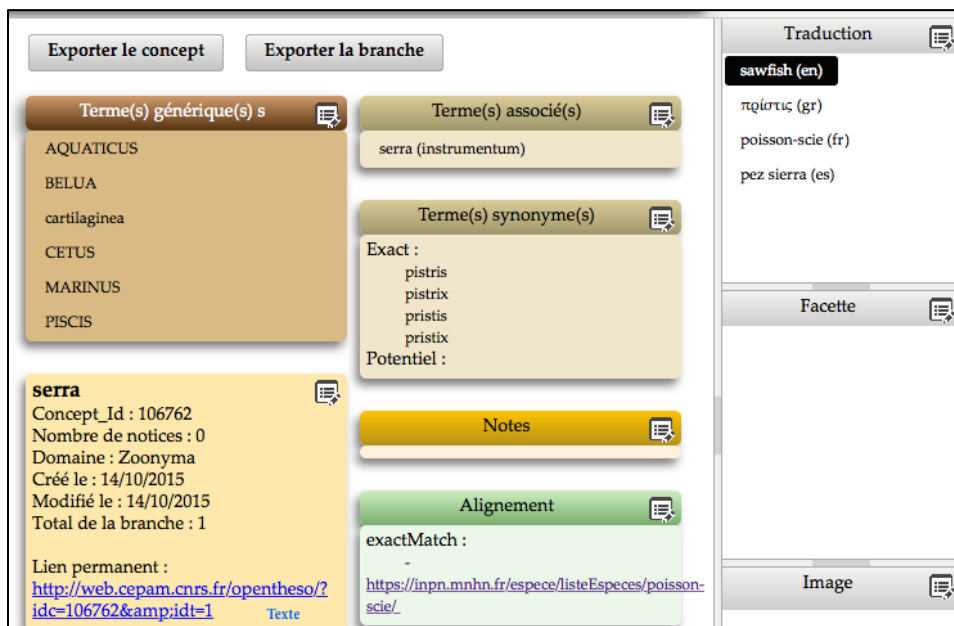 Exporter le concept
Exporter la branche
Terme(s) générique(s) s
AQUATICUS
BELUA
cartilaginea
CETUS
MARINUS
PISCIS
serra
Concept_Id : 106762
Nombre de notices : 0
Domaine : Zoonyma
Créé le : 14/10/2015
Modifié le : 14/10/2015
Total de la branche : 1
Lien permanent :
http://web.cepam.cnrs.fr/opentheso/?
idc=106762&amp;idt=1
Texte
Terme(s) associé(s)
serra (instrumentum)
Terme(s) synonyme(s)
Exact :
pistris
pistrix
pristis
pristix
Potentiel :
Notes
Alignement
exactMatch :
-
https://inpn.mnhn.fr/espece/listeEspeces/poisson-
scie/
Traduction
sawfish (en)
πρίστις (gr)
poisson-scie (fr)
pez sierra (es)
Facette
Image